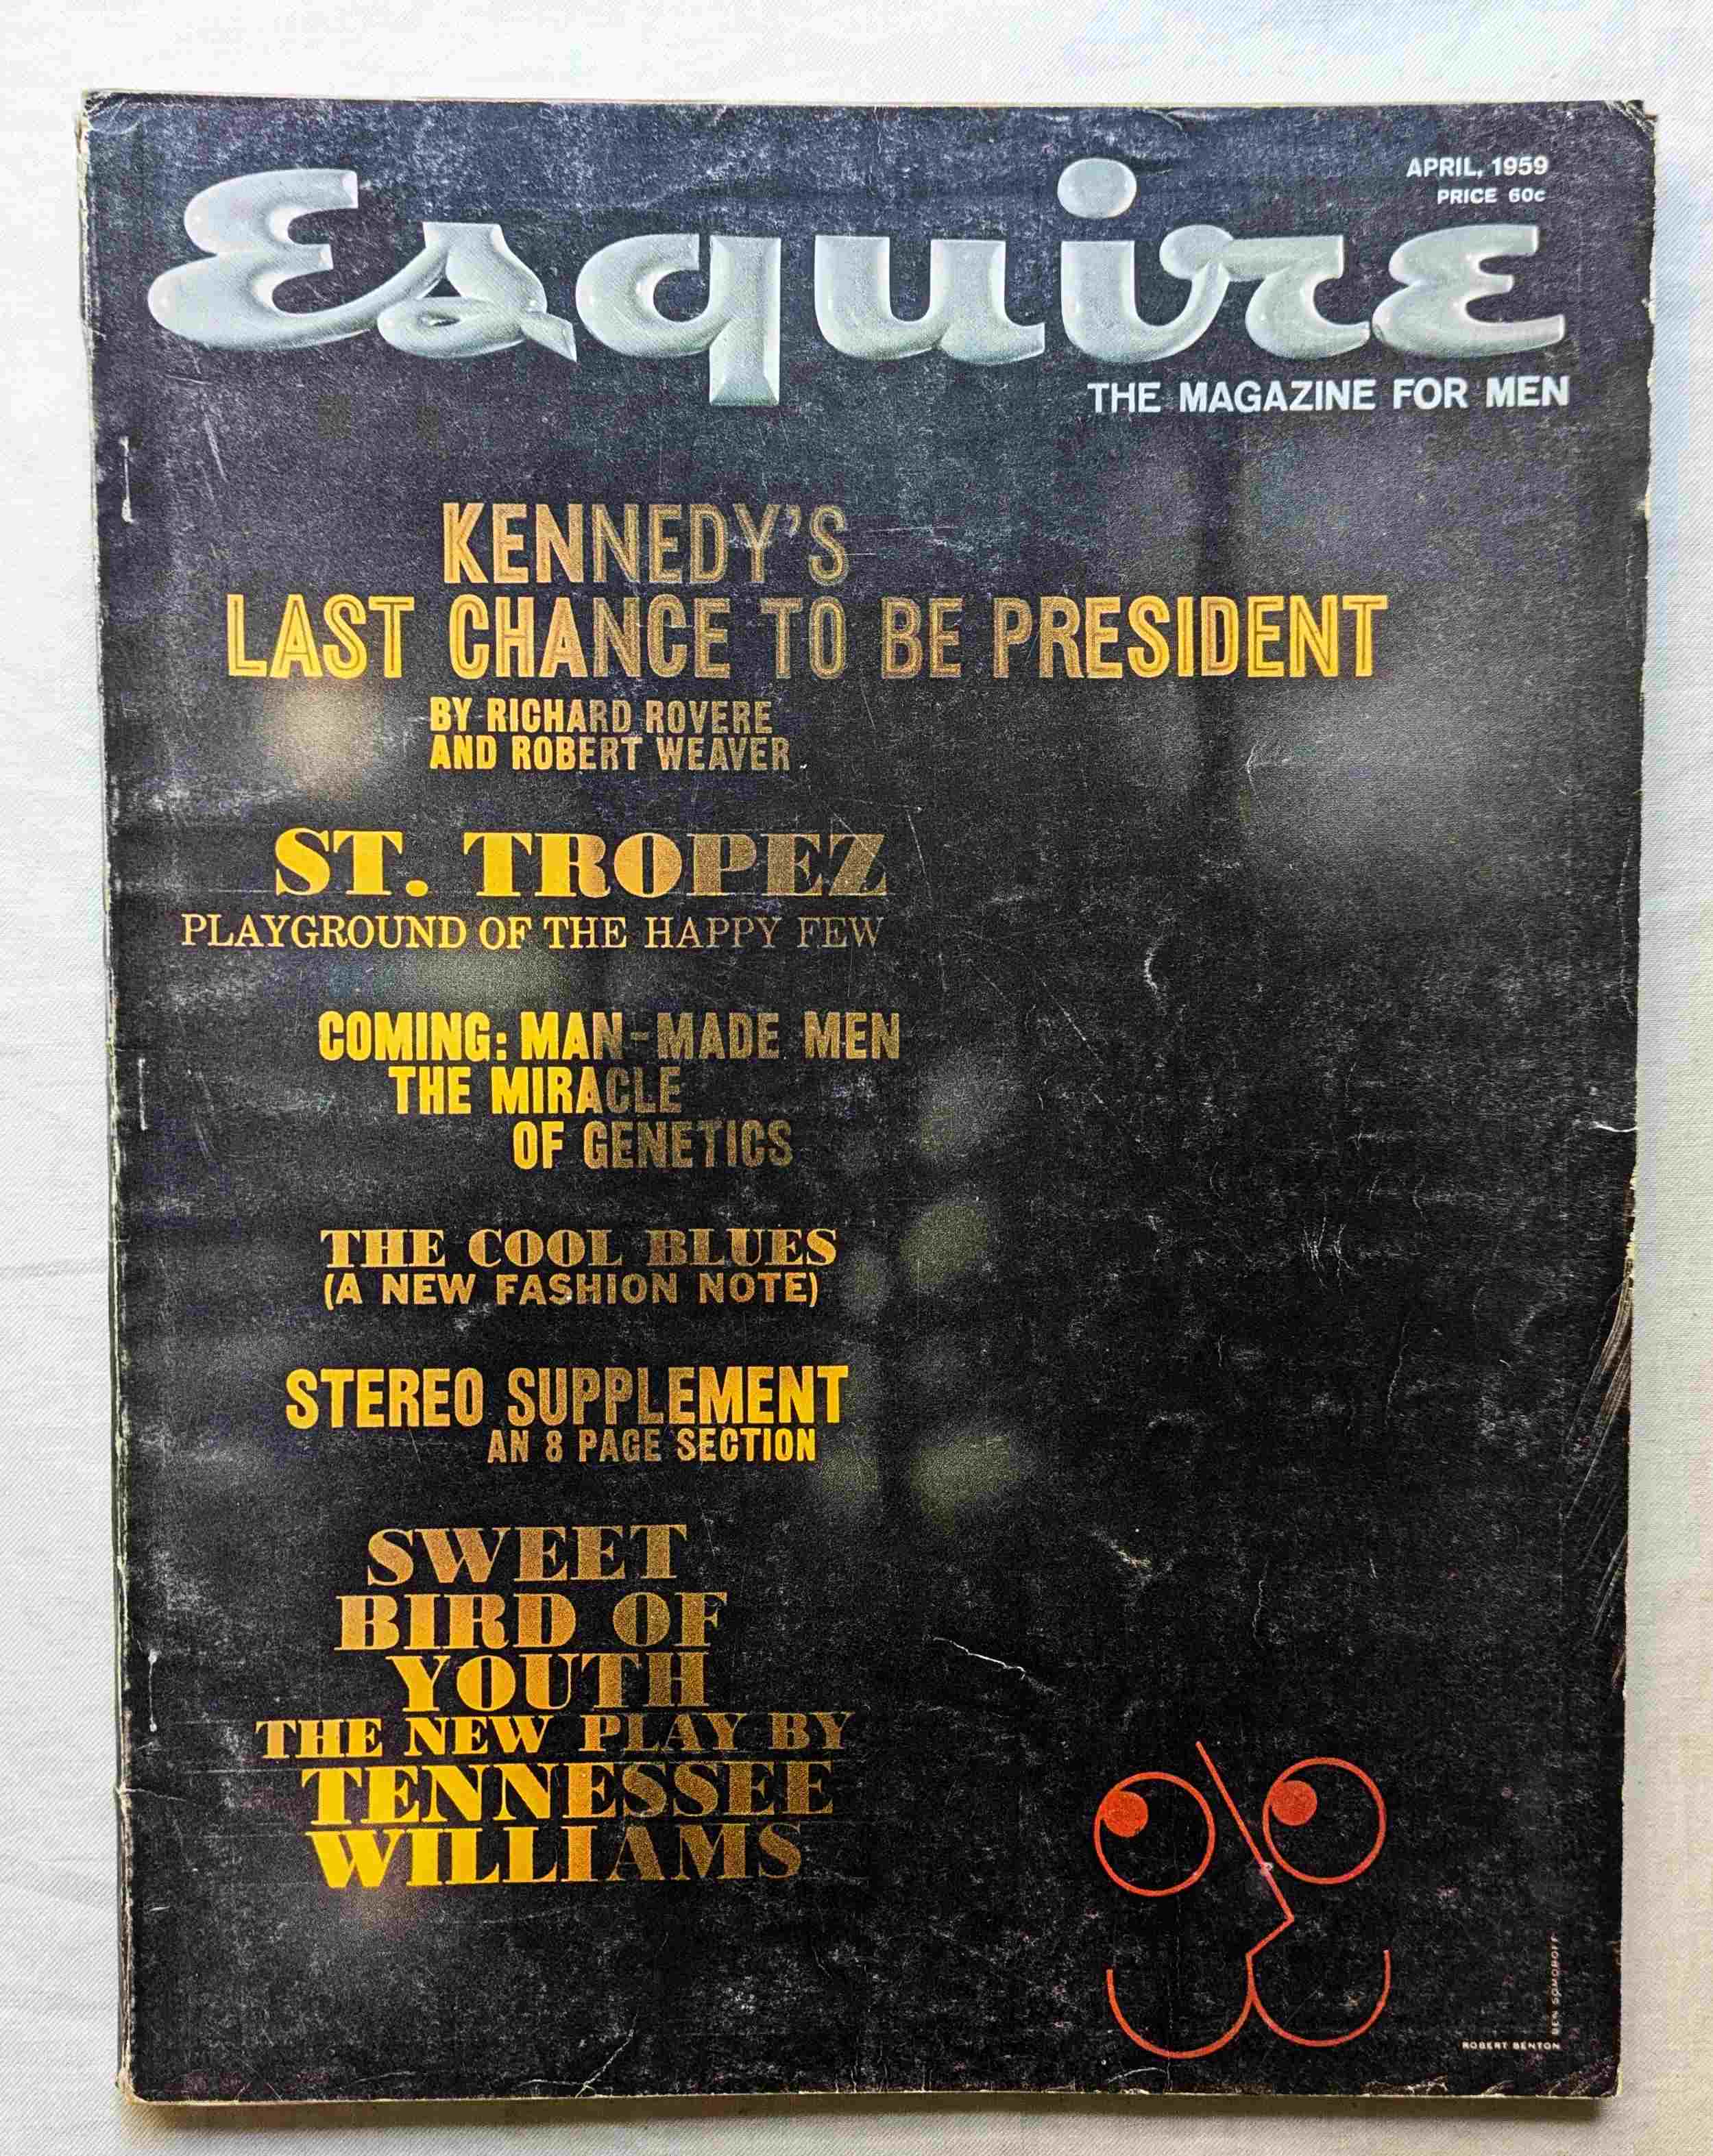 APRIL, 1959
PRICE 60c
Esquire
THE MAGAZINE FOR MEN
KENNEDY'S
LAST CHANCE TO BE PRESIDENT
BY RICHARD ROVERE
AND ROBERT WEAVER
ST. TROPEZ
PLAYGROUND OF THE HAPPY FEW
COMING: MAN-MADE MEN
THE MIRACLE
OF GENETICS
THE COOL BLUES
(A NEW FASHION NOTE)
STEREO SUPPLEMENT
AN 8 PAGE SECTION
SWEET
BIRD OF
YOUTH
THE NEW PLAY BY
TENNESSEE
WILLIAMS
ROBERT BENTON
BEN SOMOROFF